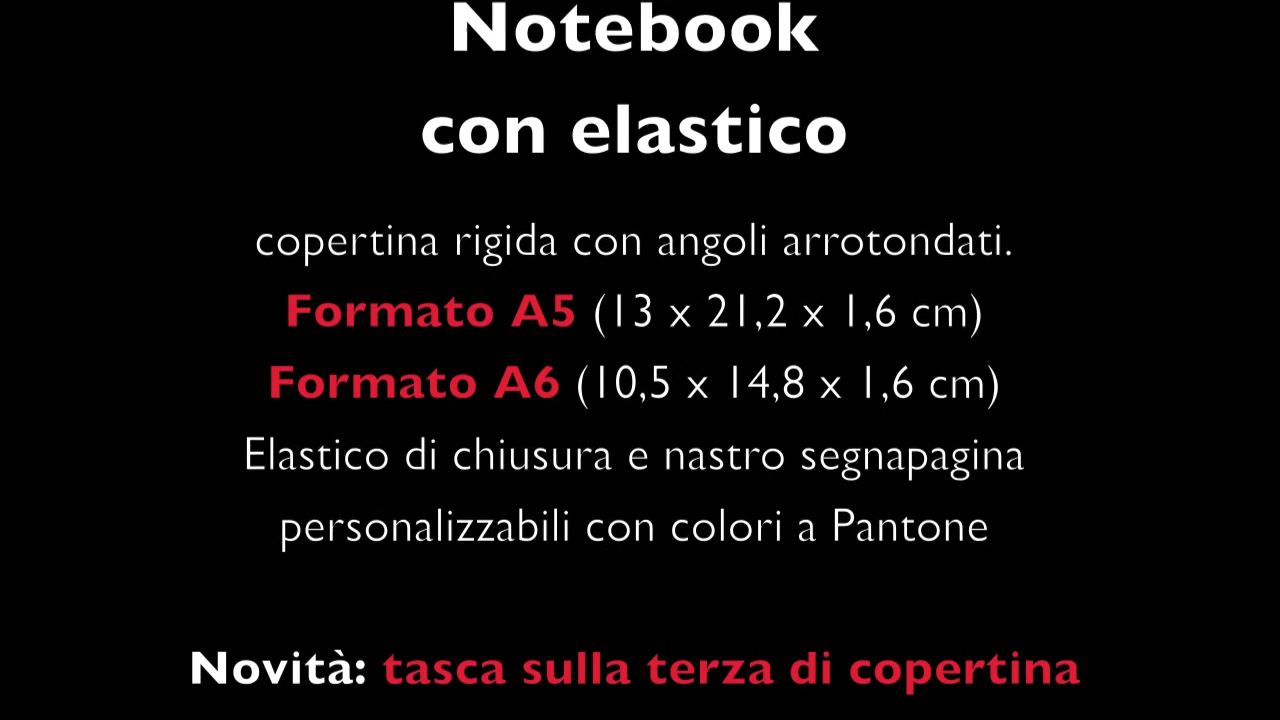 Notebook
con elastico
copertina rigida con angoli arrotondati.
Formato A5 (13 x 21,2 x 1,6 cm)
Formato A6 (10,5 x 14,8 x 1,6 cm)
Elastico di chiusura e nastro segnapagina
personalizzabili con colori a Pantone
Novità: tasca sulla terza di copertina